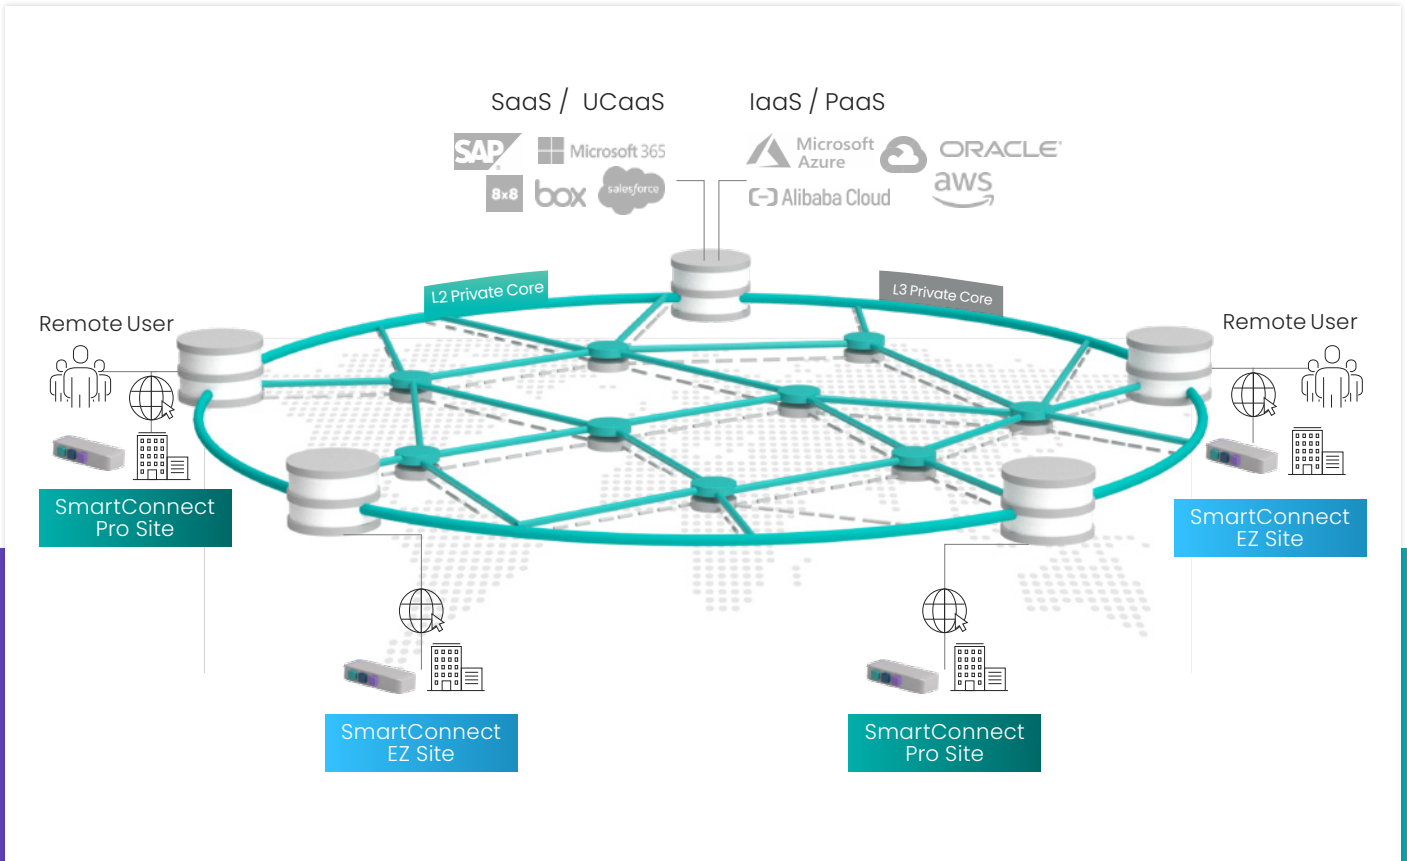 SaaS / UCaaS
IaaS / PaaS
SAP
Microsoft 365
Microsoft
Azure
ORACLE
8x8
box
salesforce
Alibaba Cloud
aws
L2 Private Core
L3 Private Core
Remote User
Remote User
SmartConnect
Pro Site
SmartConnect
EZ Site
SmartConnect
EZ Site
SmartConnect
Pro Site